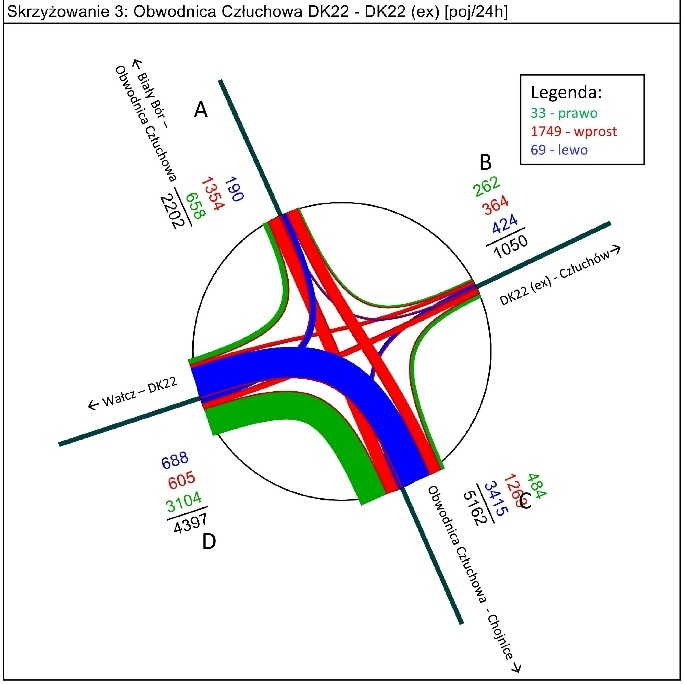 Skrzyżowanie 3: Obwodnica Człuchowa DK22 - DK22 (ex) [poj/24h]
Legenda:
33 - prawo
1749 - wprost
69 - lewo
A
← Biały Bór –
Obwodnica Człuchowa
190
1354
658
2202
B
262
364
424
1050
DK22 (ex) - Człuchów→
← Wałcz – DK22
688
605
3104
4397
D
484
3415
5162
C
Obwodnica Człuchowa - Chojnice →